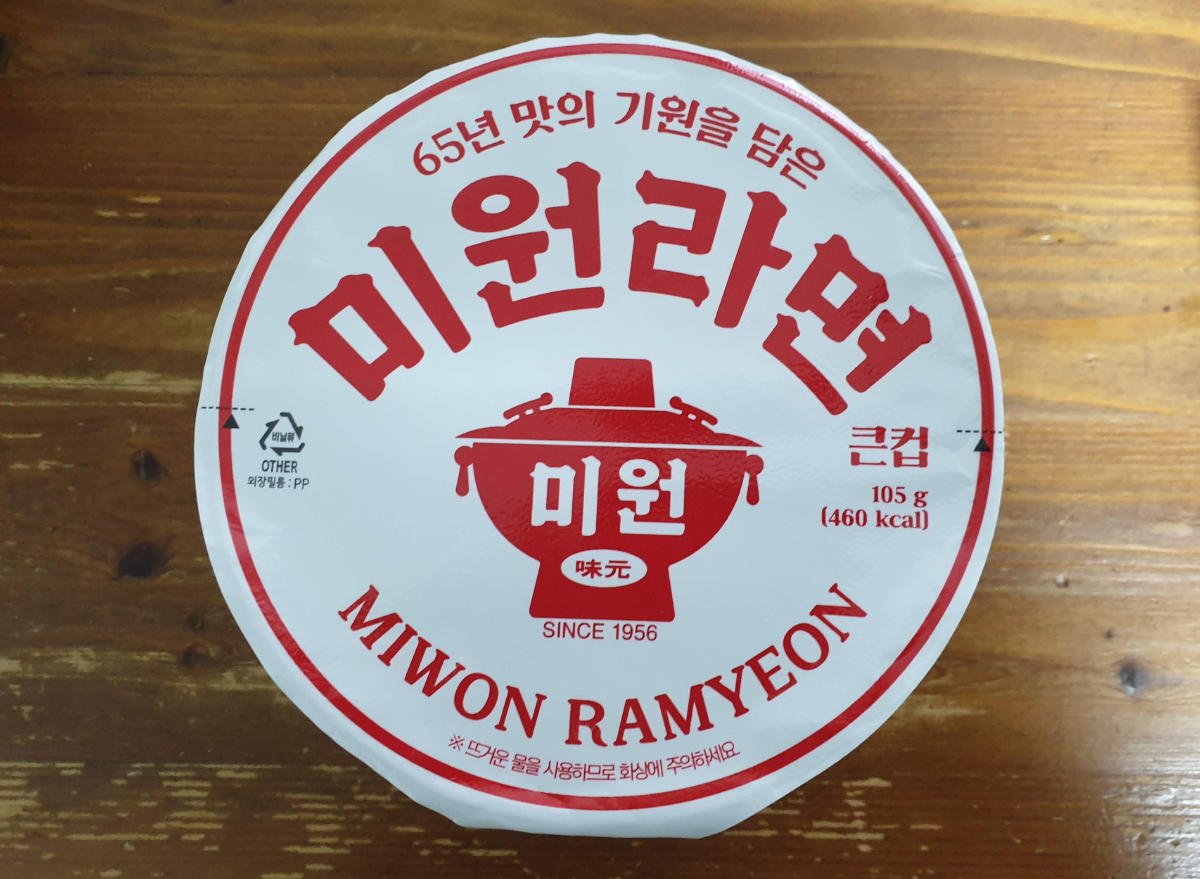 65년 맛의 기원을 담은
미원라면
비닐류
OTHER
외장필름 : PP
큰컵
105 g
(460 kcal)
미원
味元
SINCE 1956
MIWON RAMYEON
※ 뜨거운 물을 사용하므로 화상에 주의하세요.